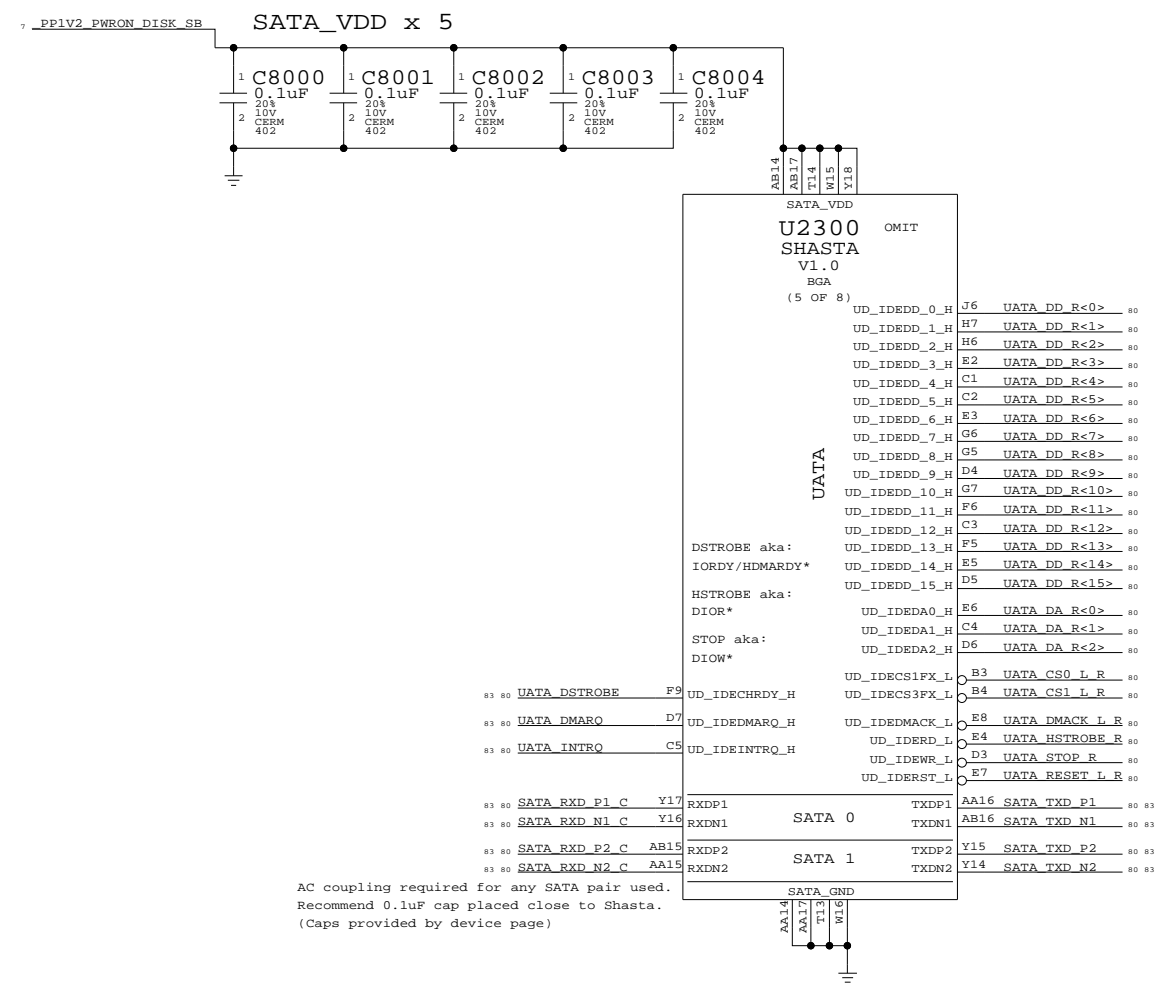 7 _PP1V2_PWRON_DISK_SB SATA_VDD x 5
1 C8000 0.1uF 20% 10V CERM 402 2
1 C8001 0.1uF 20% 10V CERM 402 2
1 C8002 0.1uF 20% 10V CERM 402 2
1 C8003 0.1uF 20% 10V CERM 402 2
1 C8004 0.1uF 20% 10V CERM 402 2
AB14 AB17 T14 W15 Y18
SATA_VDD
U2300 OMIT
SHASTA
V1.0
BGA
(5 OF 8)
UD_IDEDD_0_H J6 UATA_DD_R<0> 80
UD_IDEDD_1_H H7 UATA_DD_R<1> 80
UD_IDEDD_2_H H6 UATA_DD_R<2> 80
UD_IDEDD_3_H E2 UATA_DD_R<3> 80
UD_IDEDD_4_H C1 UATA_DD_R<4> 80
UD_IDEDD_5_H C2 UATA_DD_R<5> 80
UD_IDEDD_6_H E3 UATA_DD_R<6> 80
UD_IDEDD_7_H G6 UATA_DD_R<7> 80
UD_IDEDD_8_H G5 UATA_DD_R<8> 80
UD_IDEDD_9_H D4 UATA_DD_R<9> 80
UD_IDEDD_10_H G7 UATA_DD_R<10> 80
UD_IDEDD_11_H F6 UATA_DD_R<11> 80
UD_IDEDD_12_H C3 UATA_DD_R<12> 80
UD_IDEDD_13_H F5 UATA_DD_R<13> 80
UD_IDEDD_14_H E5 UATA_DD_R<14> 80
UD_IDEDD_15_H D5 UATA_DD_R<15> 80
UATA
DSTROBE aka:
IORDY/HDMARDY*
HSTROBE aka:
DIOR*
STOP aka:
DIOW*
UD_IDEDA0_H E6 UATA_DA_R<0> 80
UD_IDEDA1_H C4 UATA_DA_R<1> 80
UD_IDEDA2_H D6 UATA_DA_R<2> 80
UD_IDECS1FX_L B3 UATA_CS0_L_R 80
83 80 UATA_DSTROBE F9 UD_IDECHRDY_H UD_IDECS3FX_L B4 UATA_CS1_L_R 80
83 80 UATA_DMARQ D7 UD_IDEDMARQ_H UD_IDEDMACK_L E8 UATA_DMACK_L_R 80
83 80 UATA_INTRQ C5 UD_IDEINTRQ_H UD_IDERD_L E4 UATA_HSTROBE_R 80
UD_IDEWR_L D3 UATA_STOP_R 80
UD_IDERST_L E7 UATA_RESET_L_R 80
83 80 SATA_RXD_P1_C Y17 RXDP1 TXDP1 AA16 SATA_TXD_P1 80 83
SATA 0
83 80 SATA_RXD_N1_C Y16 RXDN1 TXDN1 AB16 SATA_TXD_N1 80 83
83 80 SATA_RXD_P2_C AB15 RXDP2 TXDP2 Y15 SATA_TXD_P2 80 83
SATA 1
83 80 SATA_RXD_N2_C AA15 RXDN2 TXDN2 Y14 SATA_TXD_N2 80 83
AC coupling required for any SATA pair used.
Recommend 0.1uF cap placed close to Shasta.
(Caps provided by device page)
SATA_GND
AA14 AA17 T13 W16